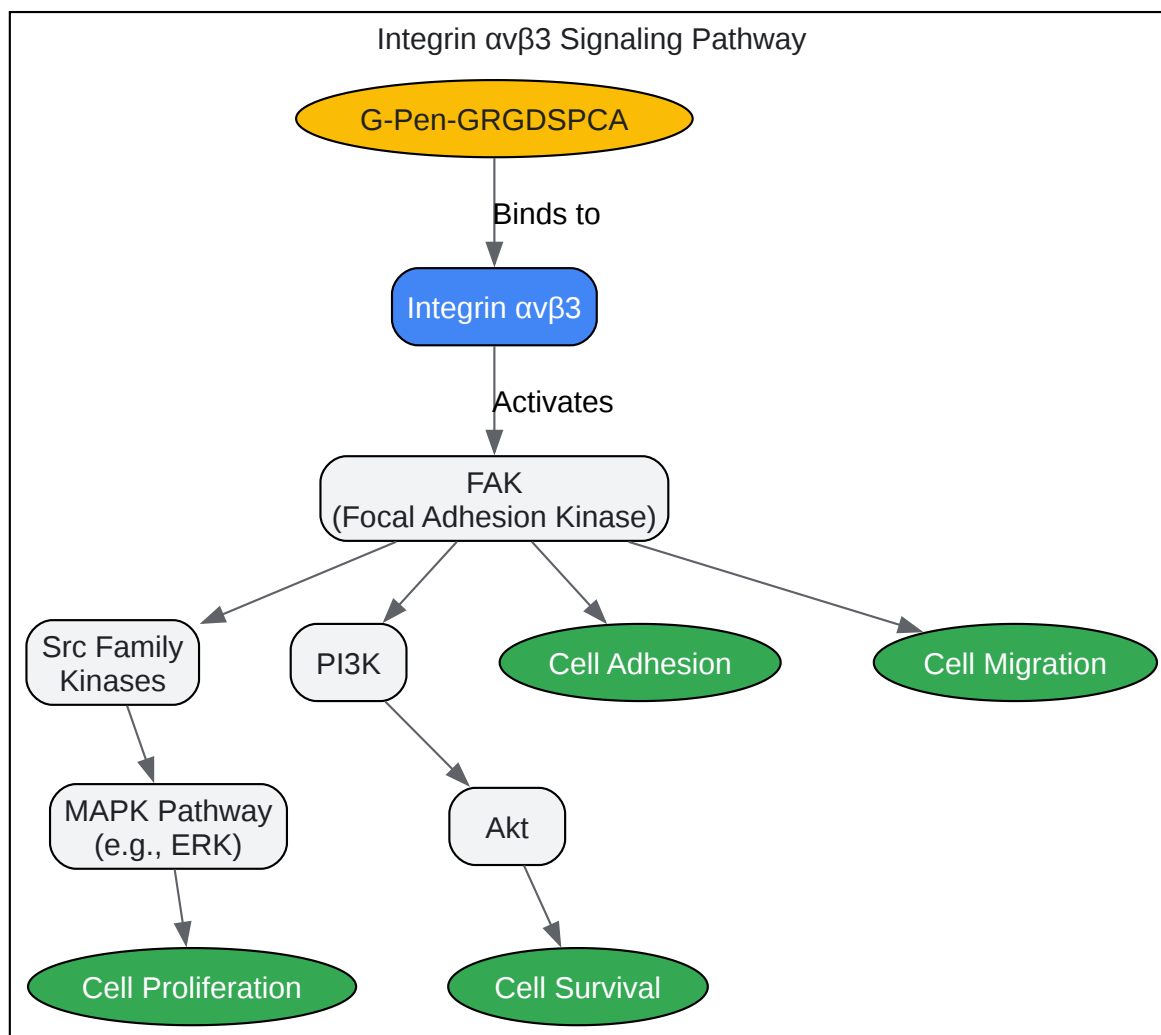 Integrin αvβ3 Signaling Pathway
G-Pen-GRGDSPCA
Binds to
Integrin αvβ3
Activates
FAK
(Focal Adhesion Kinase)
Src Family
Kinases
PI3K
Cell Adhesion
Cell Migration
MAPK Pathway
(e.g., ERK)
Akt
Cell Proliferation
Cell Survival